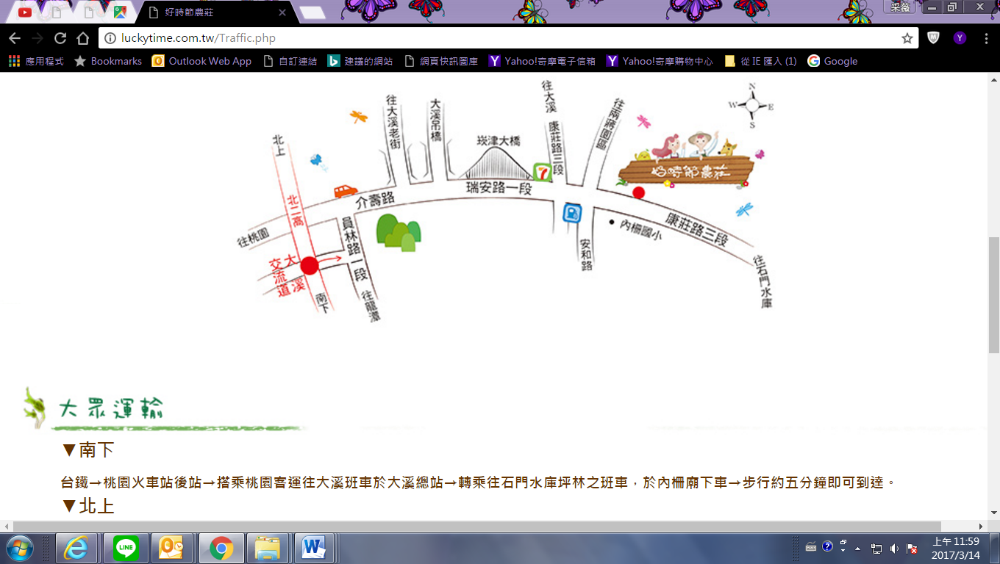 好時節農莊
采薇
luckytime.com.tw/Traffic.php
應用程式 Bookmarks Outlook Web App 自訂連結 建議的網站 網頁快訊圖庫 Yahoo!奇摩電子信箱 Yahoo!奇摩購物中心 從 IE 匯入 (1) Google
北上
往大溪老街
大溪吊橋
崁津大橋
往大溪
康莊路三段
往兩蔣園區
N
W E
S
好時節農莊
7
北二高
介壽路
瑞安路一段
往桃園
員林路一段
內柵國小
康莊路三段
安和路
大溪交流道
南下
往龍潭
往石門水庫
大眾運輸
▼南下
台鐵→桃園火車站後站→搭乘桃園客運往大溪班車於大溪總站→轉乘往石門水庫坪林之班車，於內柵廟下車→步行約五分鐘即可到達。
▼北上
LINE
上午 11:59
2017/3/14